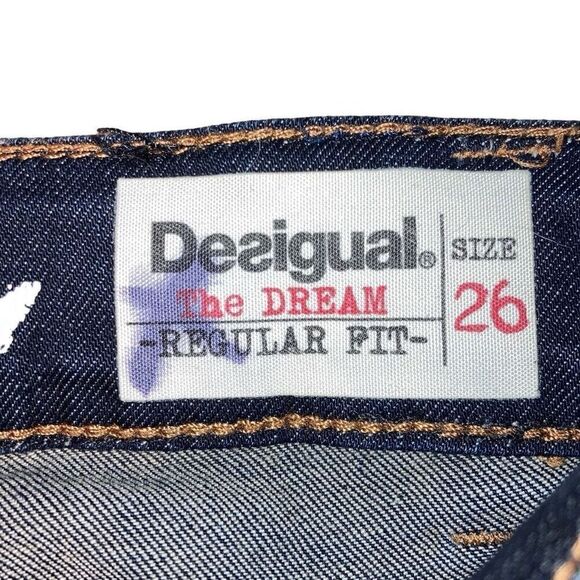 Desigual®
The DREAM
-REGULAR FIT-
SIZE
26